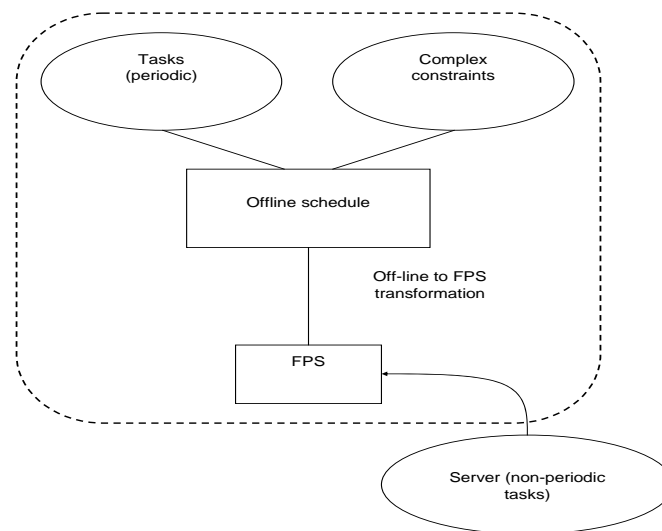 Tasks
(periodic)
Complex
constraints
Offline schedule
Off-line to FPS
transformation
FPS
Server (non-periodic
tasks)